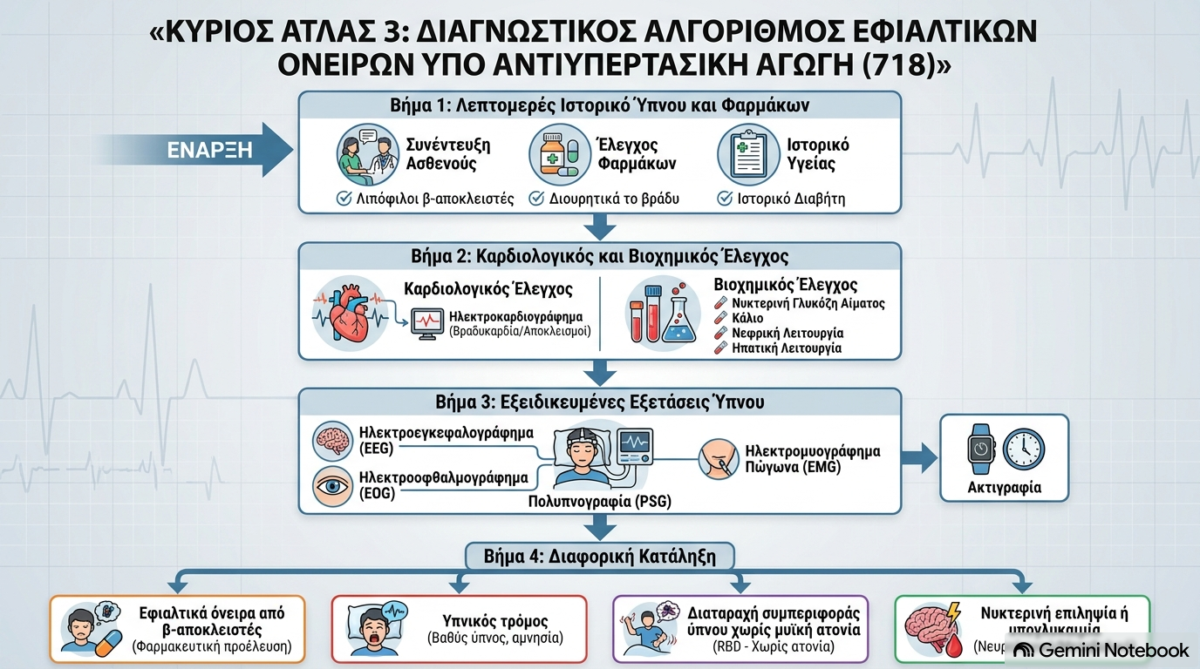 «ΚΥΡΙΟΣ ΑΤΛΑΣ 3: ΔΙΑΓΝΩΣΤΙΚΟΣ ΑΛΓΟΡΙΘΜΟΣ ΕΦΙΑΛΤΙΚΩΝ
ΟΝΕΙΡΩΝ ΥΠΟ ΑΝΤΙΥΠΕΡΤΑΣΙΚΗ ΑΓΩΓΗ (718)»
ΕΝΑΡΞΗ
Βήμα 1: Λεπτομερές Ιστορικό Ύπνου και Φαρμάκων
Συνέντευξη
Ασθενούς
Λιπόφιλοι β-αποκλειστές
Έλεγχος
Φαρμάκων
Διουρητικά το βράδυ
Ιστορικό
Υγείας
Ιστορικό Διαβήτη
Βήμα 2: Καρδιολογικός και Βιοχημικός Έλεγχος
Καρδιολογικός Έλεγχος
Ηλεκτροκαρδιογράφημα
(Βραδυκαρδία/Αποκλεισμοί)
Βιοχημικός Έλεγχος
Νυκτερινή Γλυκόζη Αίματος
Κάλιο
Νεφρική Λειτουργία
Ηπατική Λειτουργία
Βήμα 3: Εξειδικευμένες Εξετάσεις Ύπνου
Ηλεκτροεγκεφαλογράφημα
(EEG)
Ηλεκτροοφθαλμογράφημα
(EOG)
Πολυπνογραφία (PSG)
Ηλεκτρομυογράφημα
Πώγωνα (EMG)
Ακτιγραφία
Βήμα 4: Διαφορική Κατάληξη
Εφιαλτικά όνειρα από
β-αποκλειστές
(Φαρμακευτική προέλευση)
Υπνικός τρόμος
(Βαθύς ύπνος, αμνησία)
Διαταραχή συμπεριφοράς
ύπνου χωρίς μυϊκή ατονία
(RBD - Χωρίς ατονία)
Νυκτερινή επιληψία ή
υπογλυκαιμία
Gemini Notebook